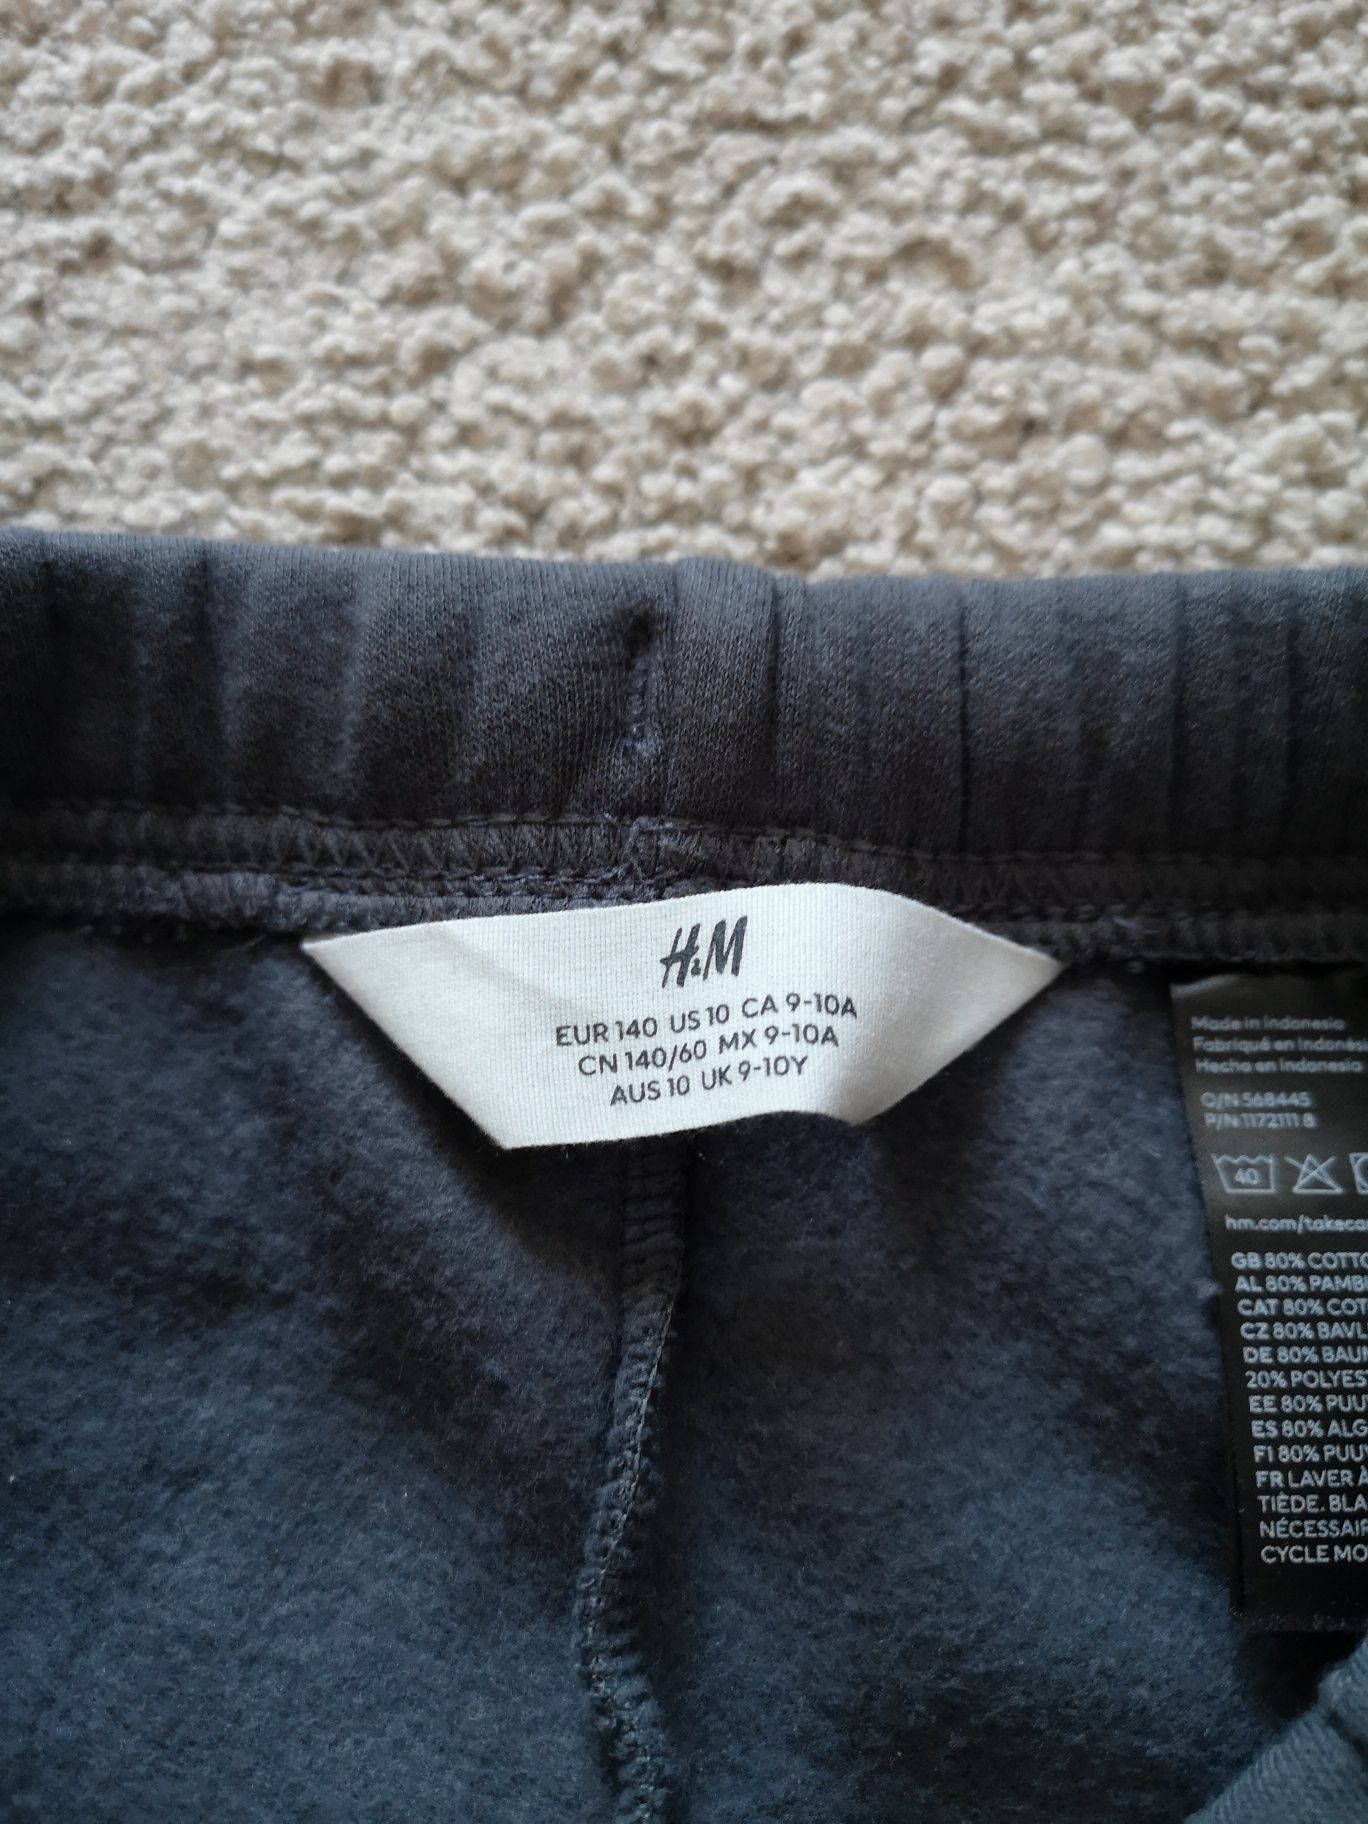 H&M
EUR 140 US 10 CA 9-10A
CN 140/60 MX 9-10A
AUS 10 UK 9-10Y
Made in Indonesia
Fabriqué en Indonés
Hecho en Indonesia
O/N 568445
P/N 1172111 8
40
hm.com/takeca
GB 80% COTTO
AL 80% PAMB
CAT 80% COT
CZ 80% BAVL
DE 80% BAUM
20% POLYEST
EE 80% PUU
ES 80% ALG
FI 80% PUU
FR LAVER À
TIÈDE. BLA
NÉCESSAIR
CYCLE MO